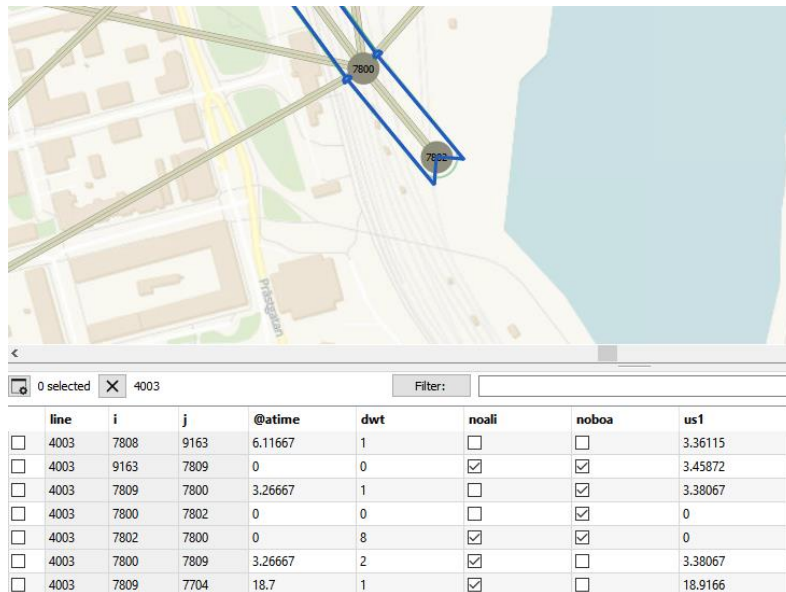 7800
7802
Prästgatan
0 selected 4003 Filter:
line i j @atime dwt noali noboa us1
4003 7808 9163 6.11667 1 3.36115
4003 9163 7809 0 0 3.45872
4003 7809 7800 3.26667 1 3.38067
4003 7800 7802 0 0 0
4003 7802 7800 0 8 0
4003 7800 7809 3.26667 2 3.38067
4003 7809 7704 18.7 1 18.9166